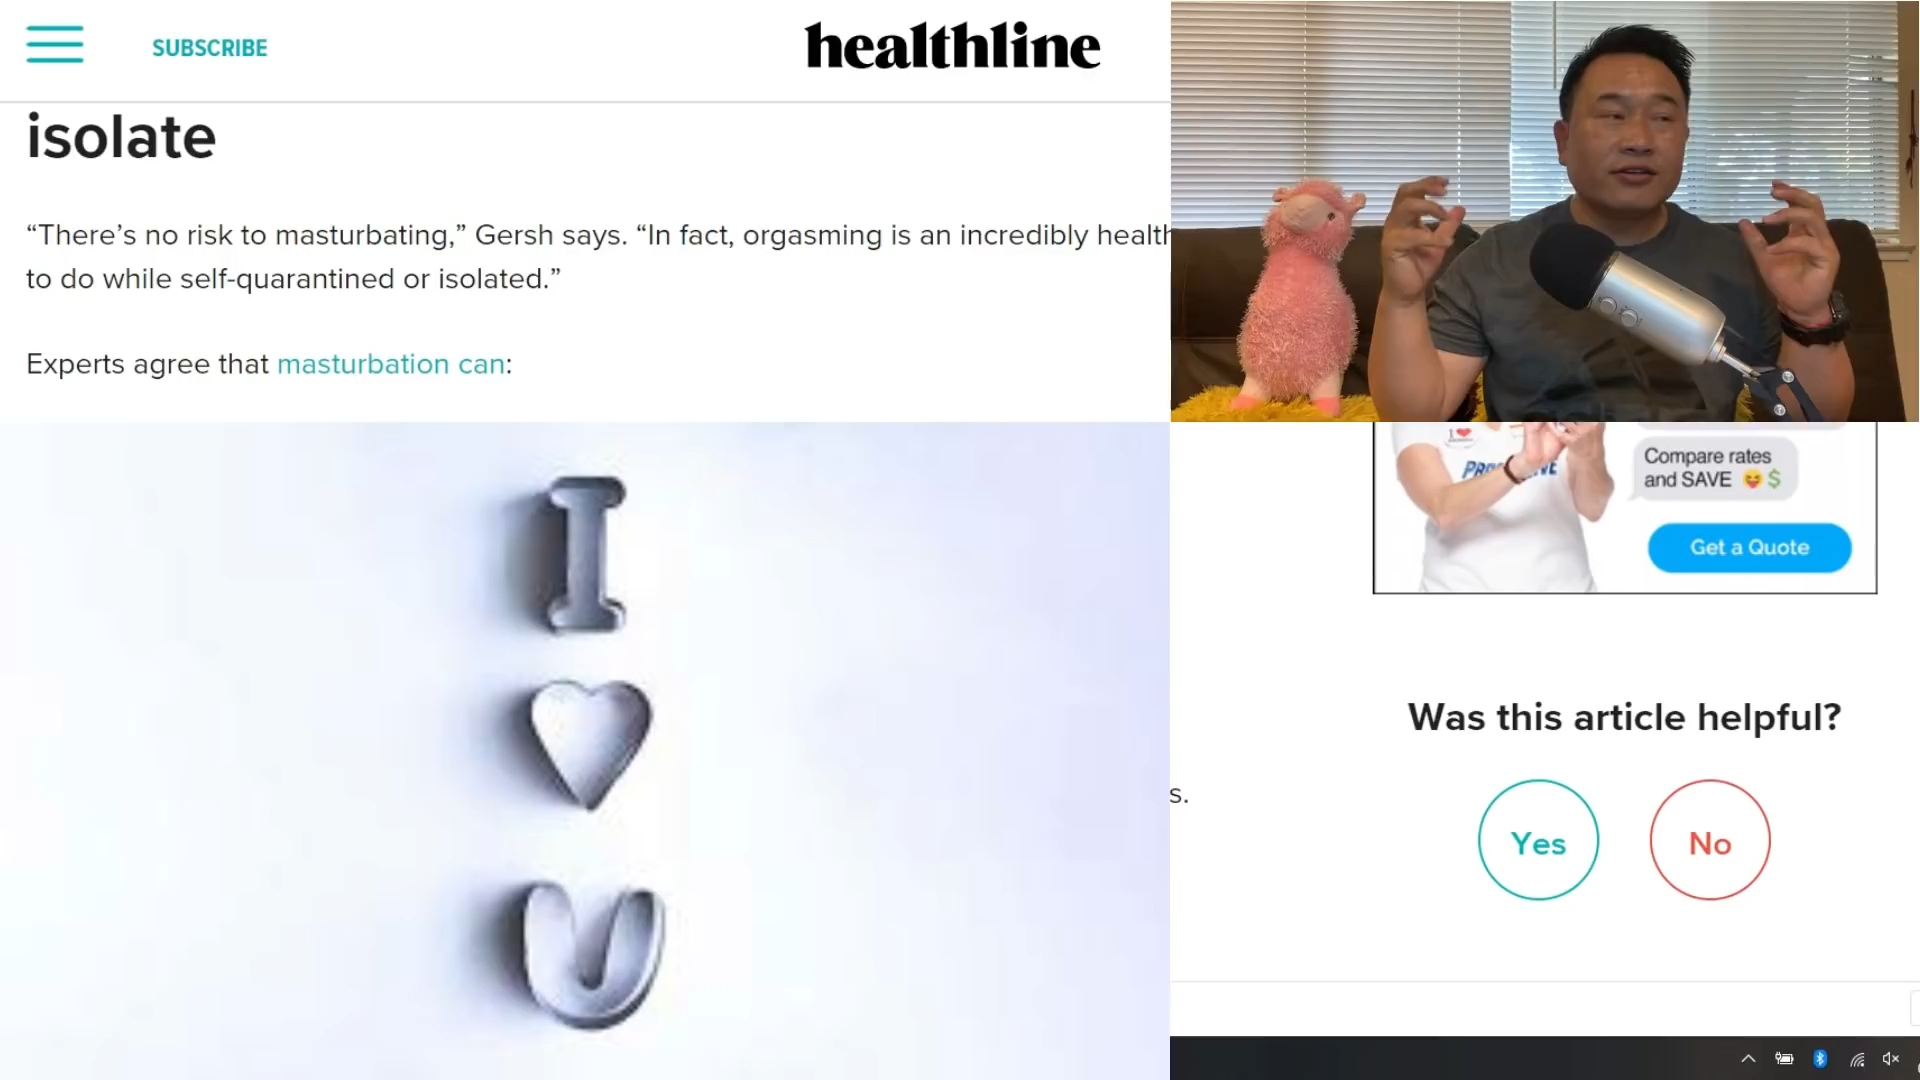 SUBSCRIBE
healthline
isolate
“There’s no risk to masturbating,” Gersh says. “In fact, orgasming is an incredibly
to do while self-quarantined or isolated.”
Experts agree that masturbation can:
I
U
Compare rates
and SAVE
Get a Quote
Was this article helpful?
s.
Yes
No